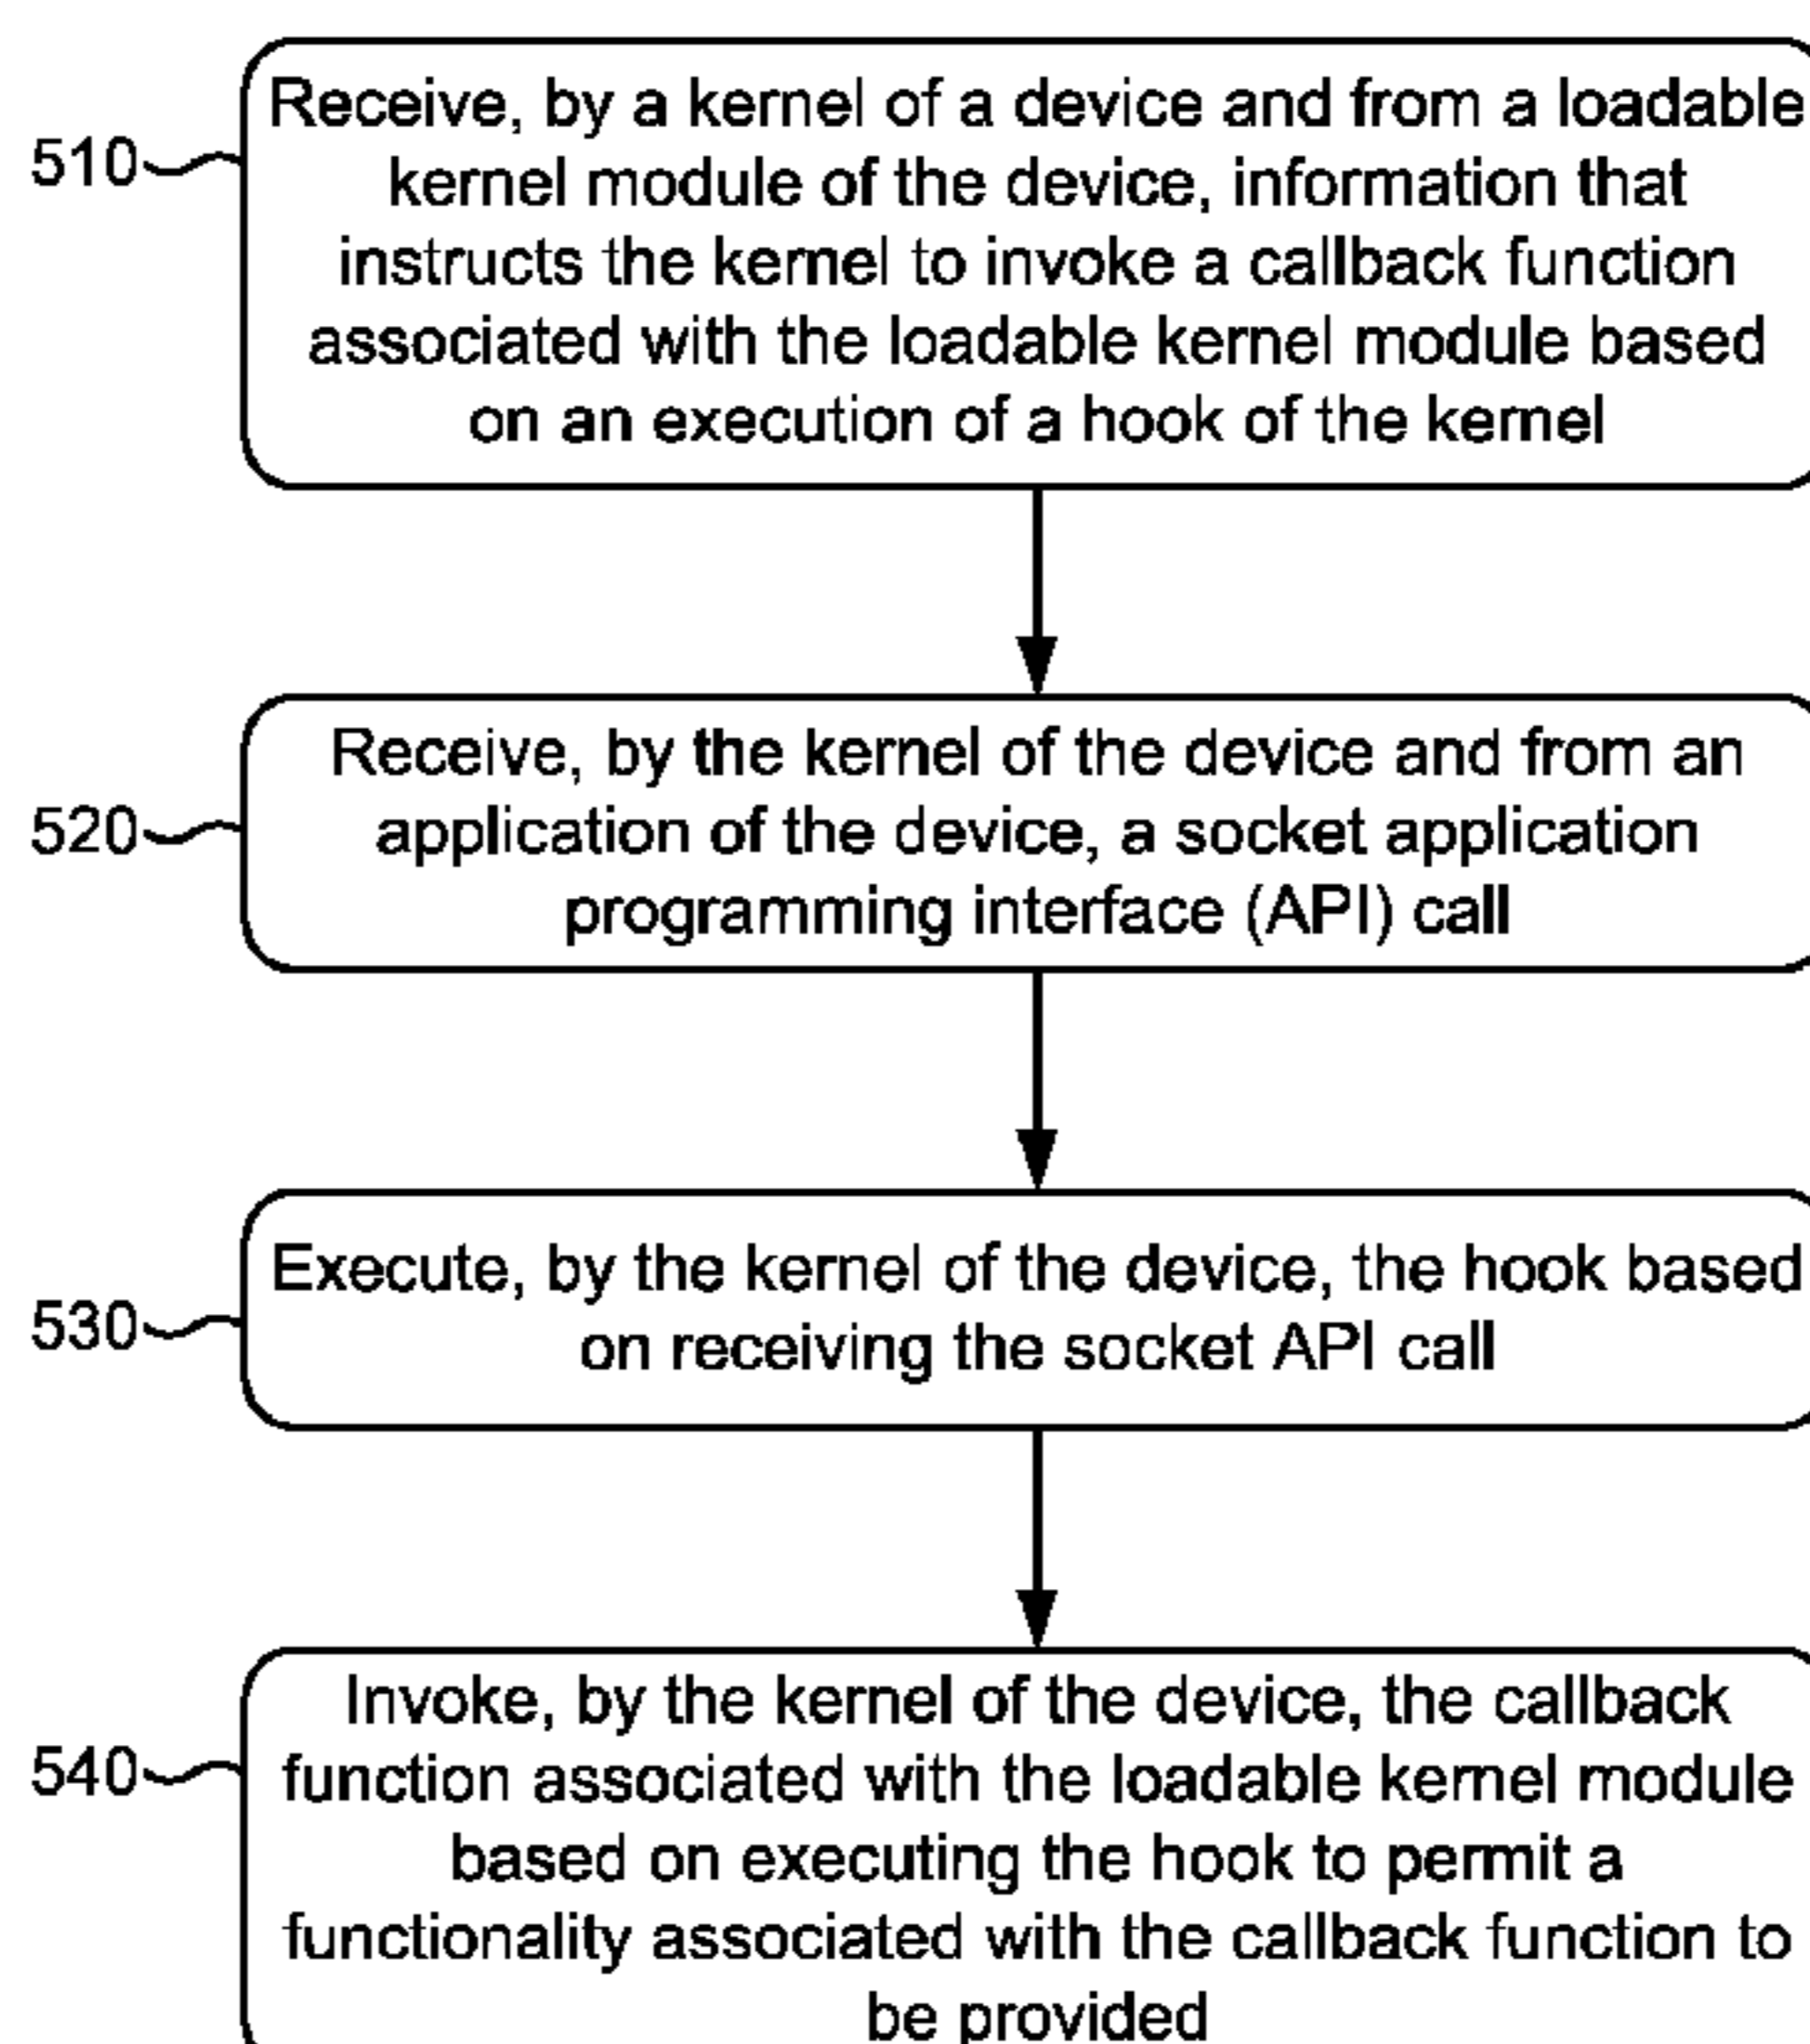 Receive, by a kernel of a device and from a loadable
510
kernel module of the device, information that
instructs the kernel to invoke a callback function
associated with the loadable kernel module based
on an execution of a hook of the kernel
Receive, by the kernel of the device and from an
520
application of the device, a socket application
programming interface (API) call
Execute, by the kernel of the device, the hook based
530
on receiving the socket API call
Invoke, by the kernel of the device, the callback
540
function associated with the loadable kernel module
based on executing the hook to permit a
functionality associated with the callback function to
be provided